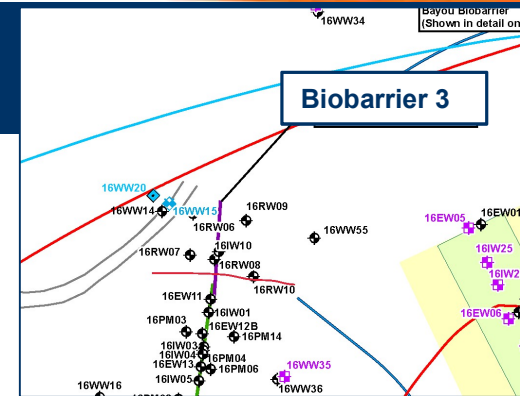 Bayou Biobarrier
(Shown in detail on
16WW34
Biobarrier 3
16WW20
16WW14
16WW15
16RW09
16RW06
16EW05
16EW01
16WW55
16IW10
16RW07
16IW25
16RW08
16RW10
16EW11
16IW01
16EW06
16PM03
16EW12B
16PM14
16IW03
16IW04
16PM04
16EW13
16PM06
16WW35
16IW05
16WW16
16WW36